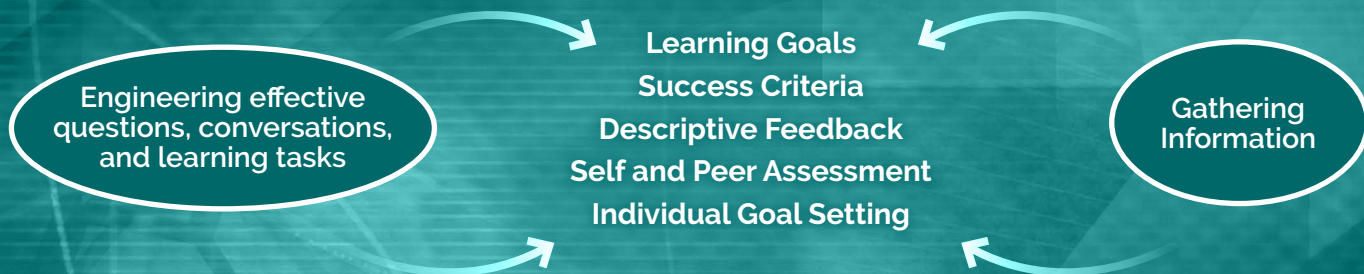 Engineering effective
questions, conversations,
and learning tasks
Learning Goals
Success Criteria
Descriptive Feedback
Self and Peer Assessment
Individual Goal Setting
Gathering
Information